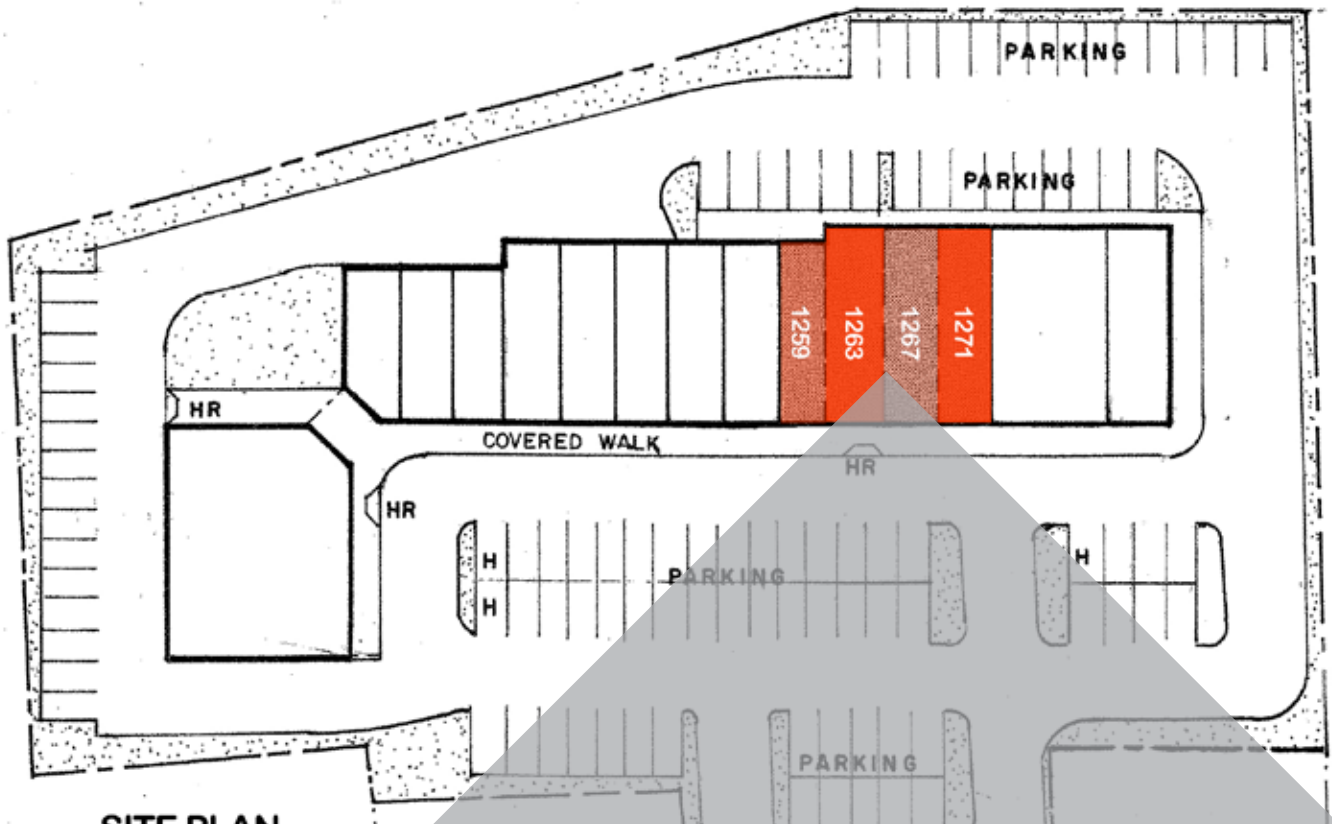 PARKING
PARKING
1259
1263
1267
1271
HR
COVERED WALK
HR
HR
H
PARKING
H
H
PARKING
SITE PLAN